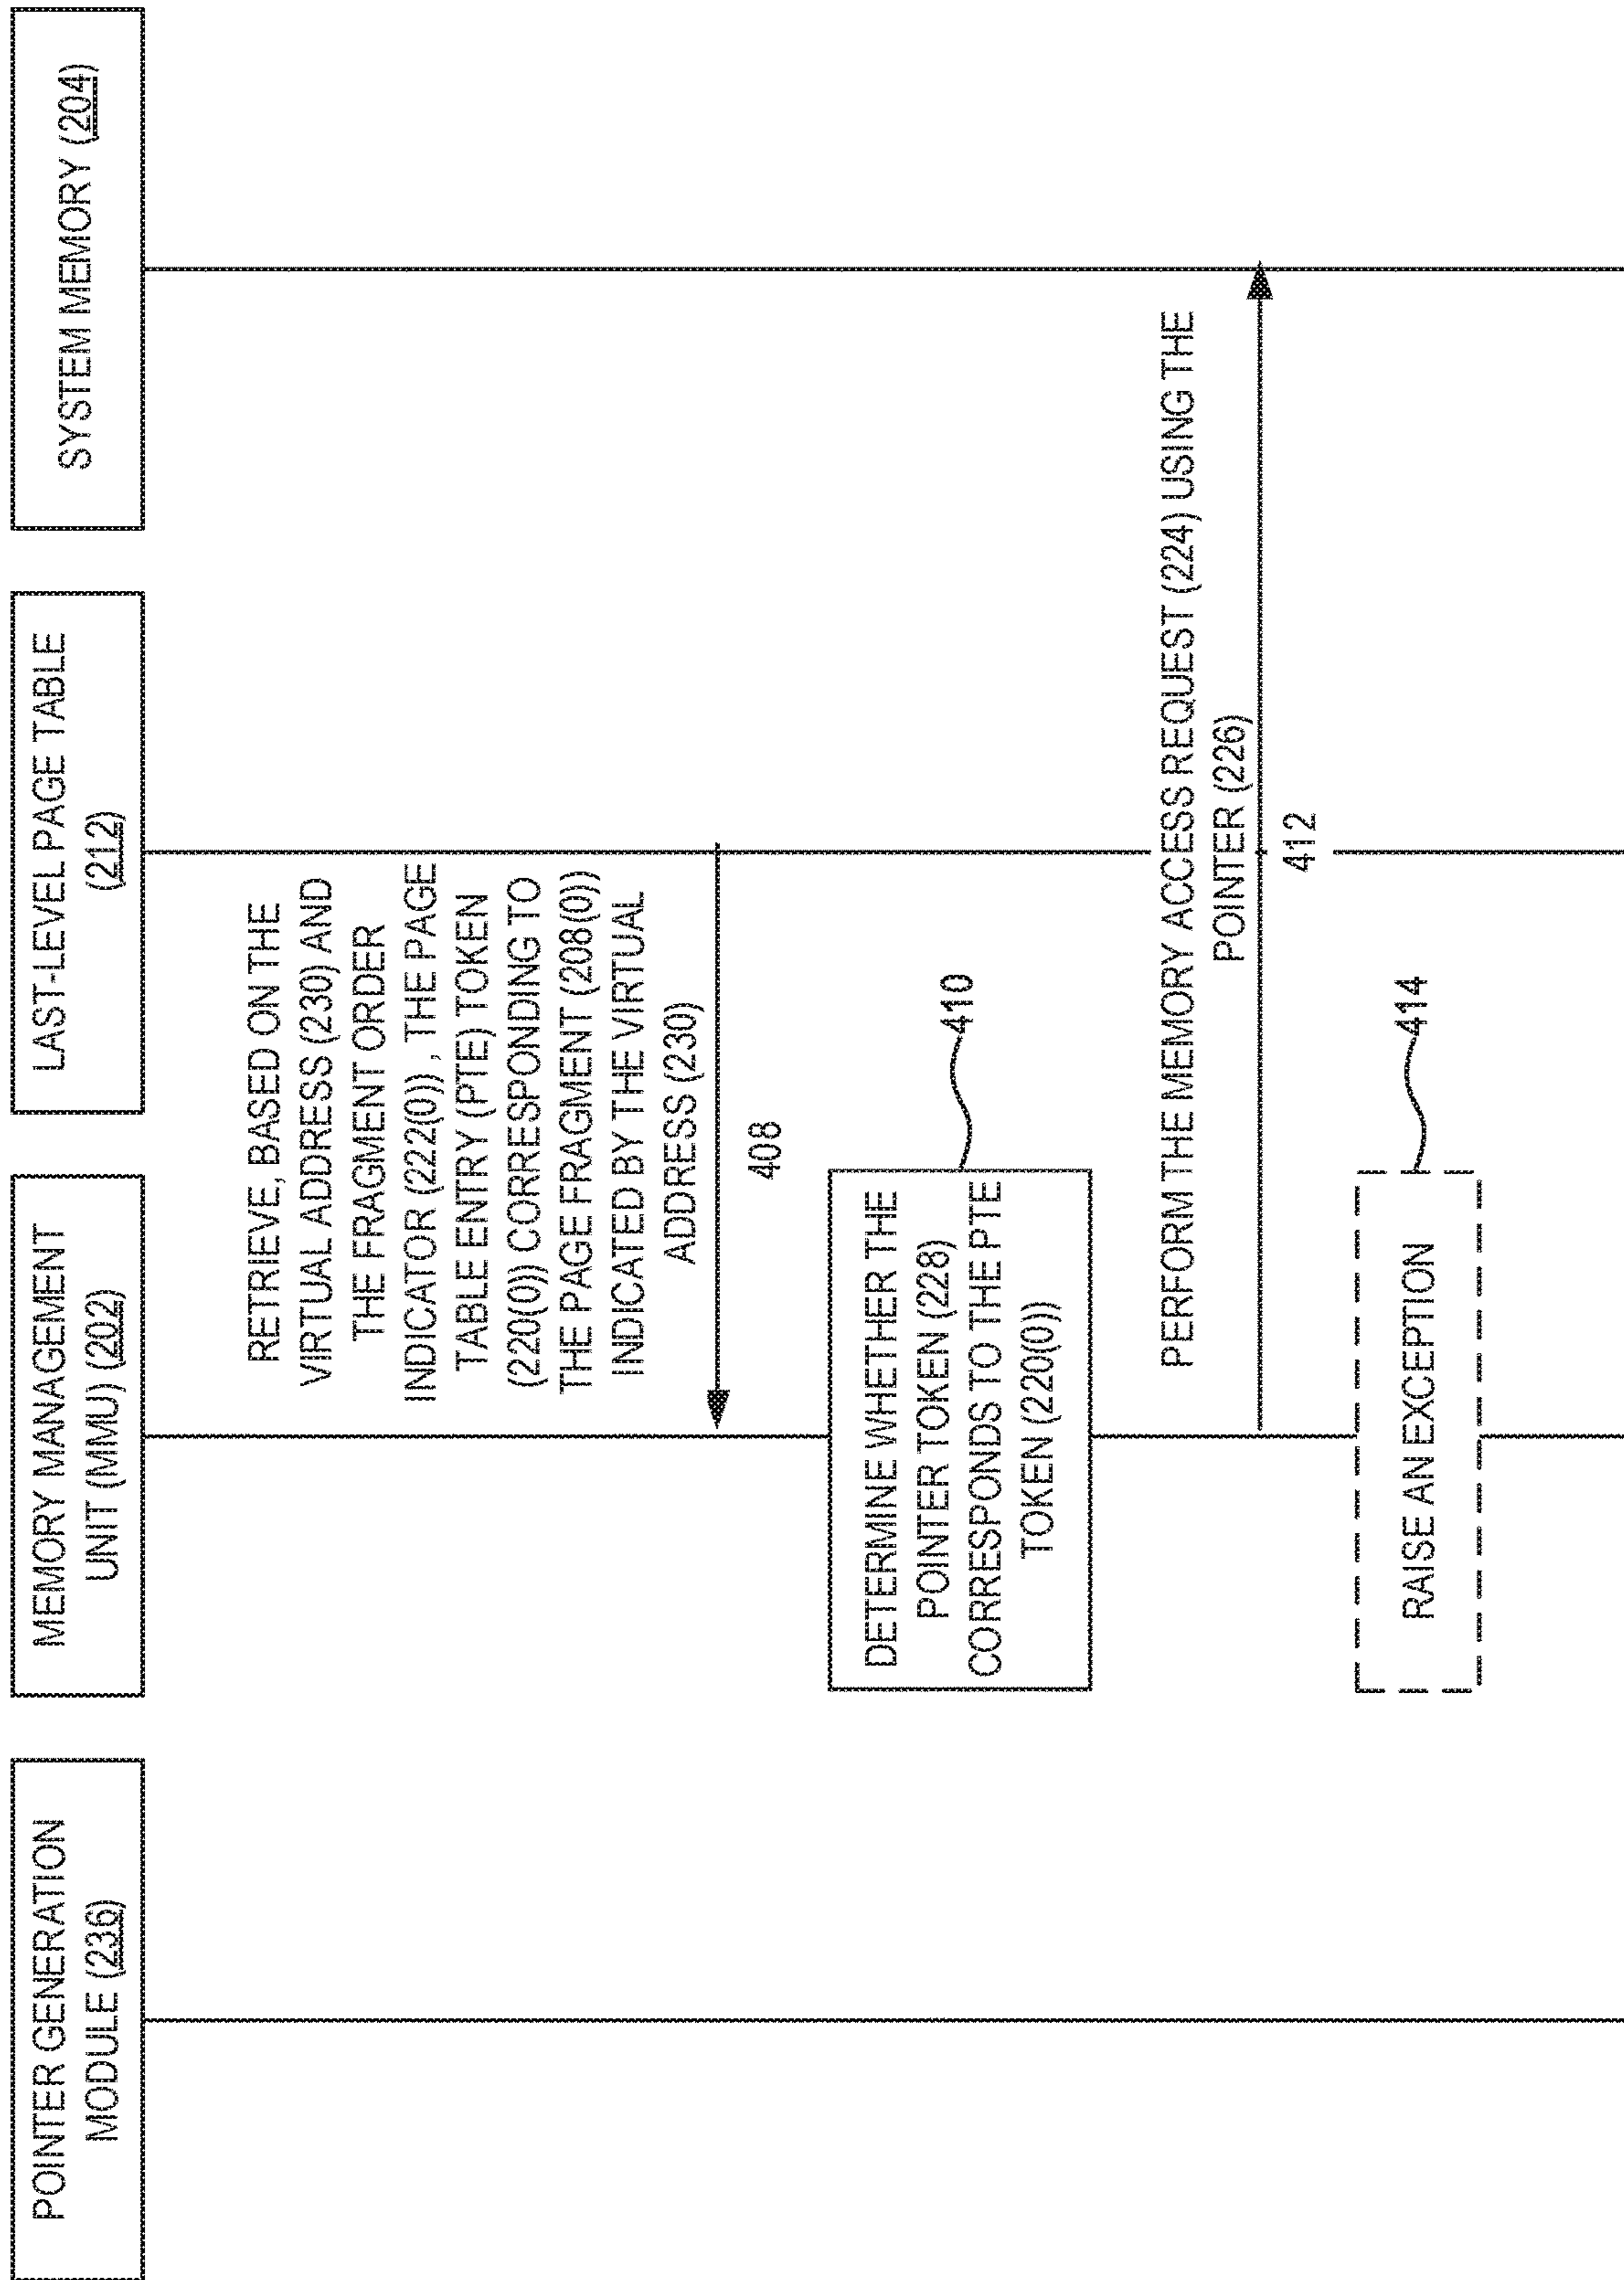 POINTER GENERATION
MODULE (236)
MEMORY MANAGEMENT
UNIT (MMU) (202)
LAST-LEVEL PAGE TABLE
(212)
SYSTEM MEMORY (204)
RETRIEVE, BASED ON THE
VIRTUAL ADDRESS (230) AND
THE FRAGMENT ORDER
INDICATOR (222(0)), THE PAGE
TABLE ENTRY (PTE) TOKEN
(220(0)) CORRESPONDING TO
THE PAGE FRAGMENT (208(0))
INDICATED BY THE VIRTUAL
ADDRESS (230)
408
DETERMINE WHETHER THE
POINTER TOKEN (228)
CORRESPONDS TO THE PTE
TOKEN (220(0))
410
PERFORM THE MEMORY ACCESS REQUEST (224) USING THE
POINTER (226)
412
RAISE AN EXCEPTION
414